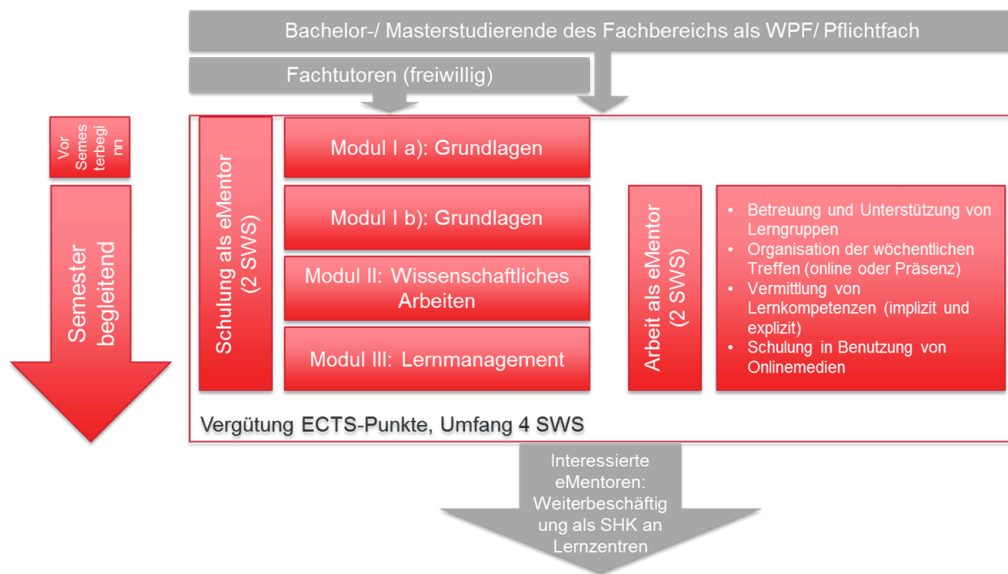 Bachelor-/ Masterstudierende des Fachbereichs als WPF/ Pflichtfach
Fachtutoren (freiwillig)
Vor
Semes
terbegi
nn
Semester
begleitend
Schulung als eMentor
(2 SWS)
Modul I a): Grundlagen
Modul I b): Grundlagen
Modul II: Wissenschaftliches
Arbeiten
Modul III: Lernmanagement
Arbeit als eMentor
(2 SWS)
• Betreuung und Unterstützung von
Lerngruppen
• Organisation der wöchentlichen
Treffen (online oder Präsenz)
• Vermittlung von
Lernkompetenzen (implizit und
explizit)
• Schulung in Benutzung von
Onlinemedien
Vergütung ECTS-Punkte, Umfang 4 SWS
Interessierte
eMentoren:
Weiterbeschäftig
ung als SHK an
Lernzentren